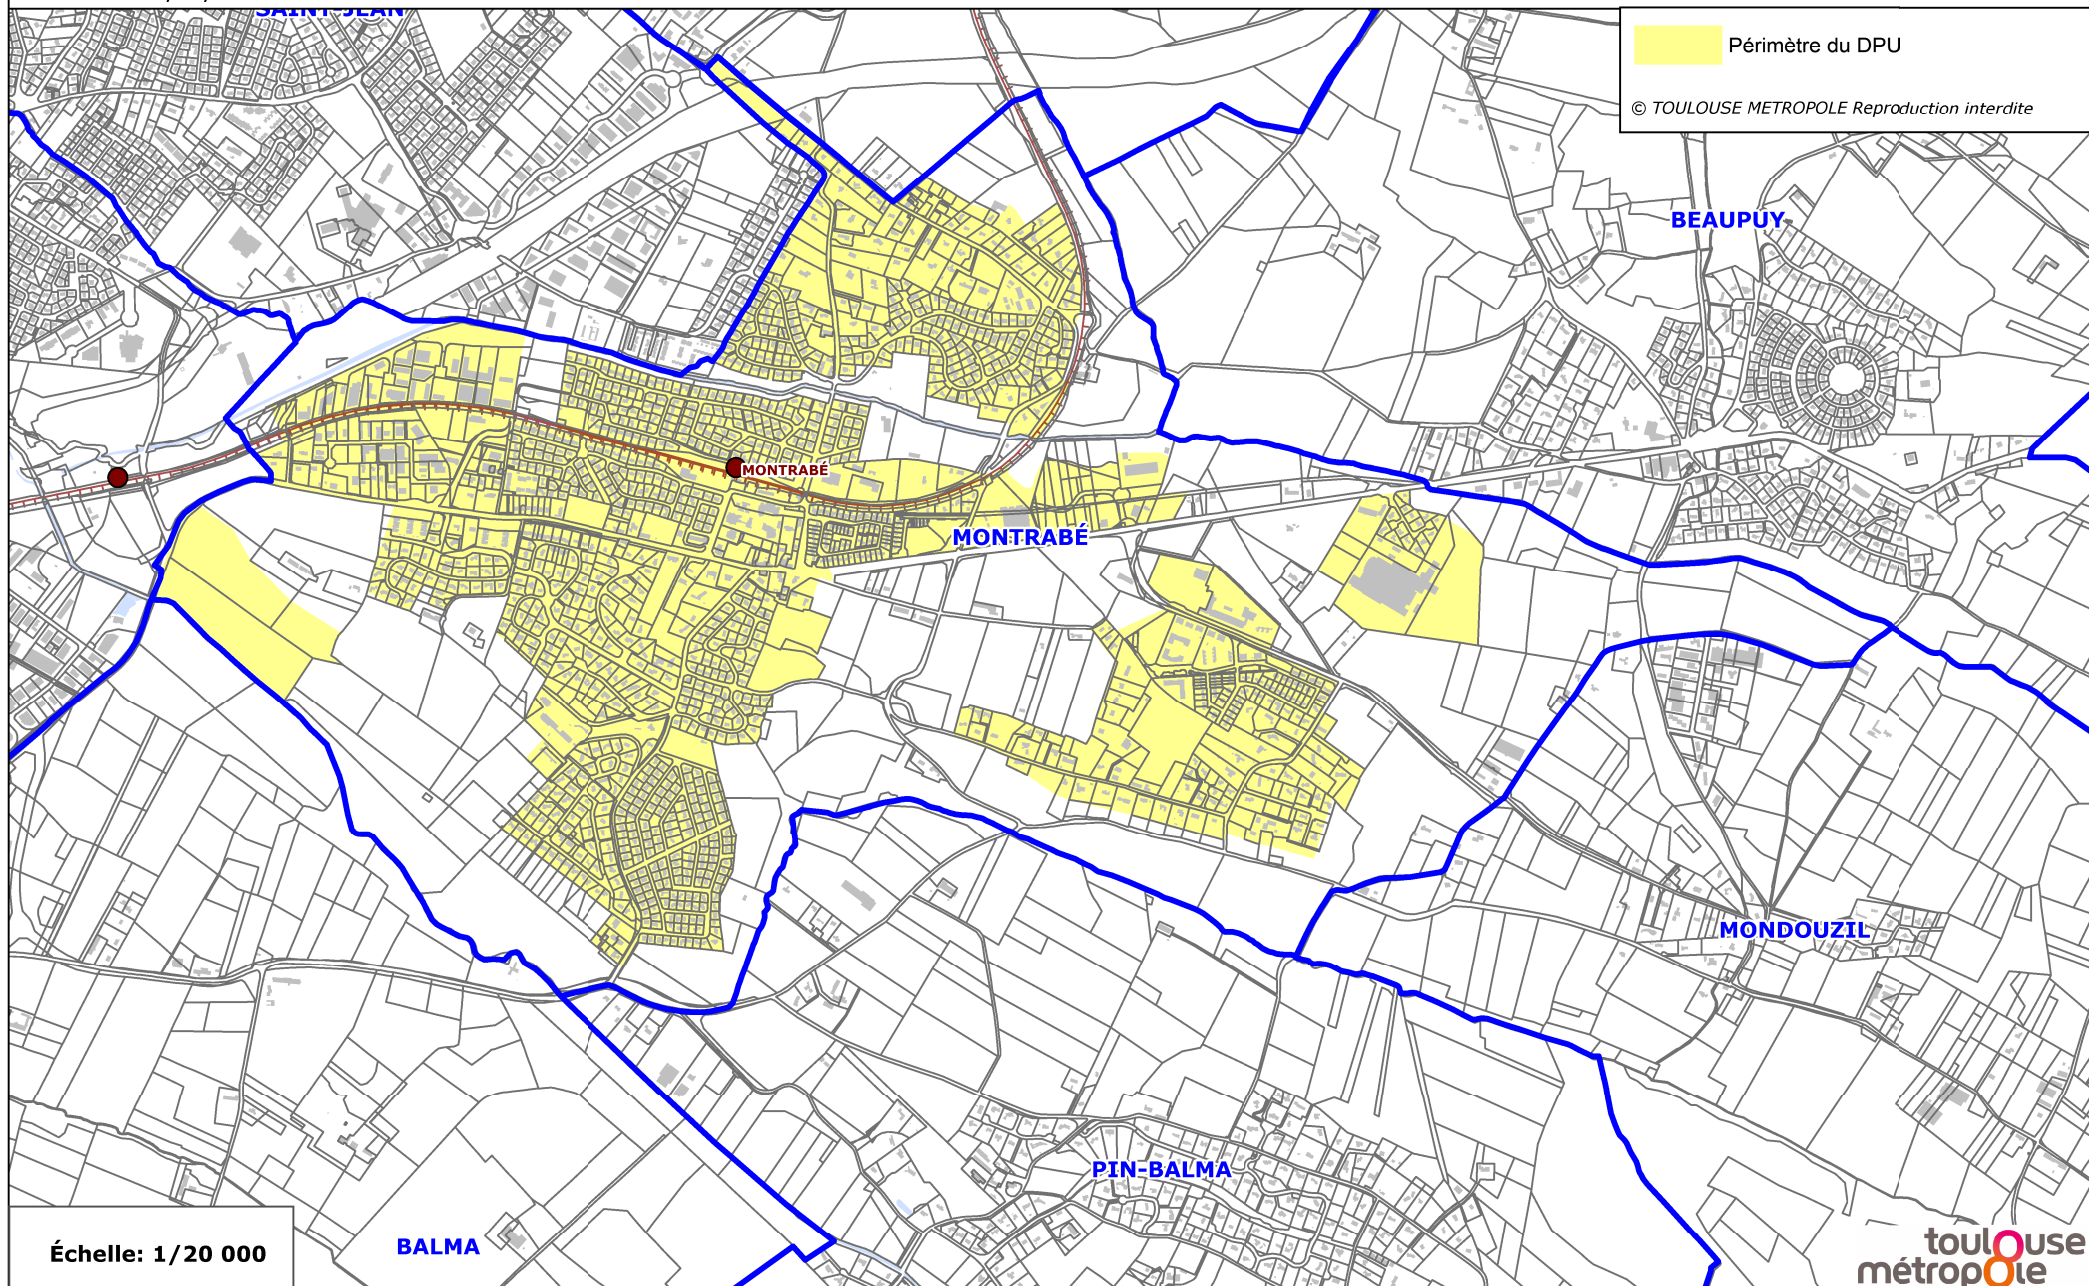 SAINT-JEAN
Périmètre du DPU
© TOULOUSE METROPOLE Reproduction interdite
BEAUPUY
MONTRABÉ
MONTRABÉ
MONDOUZIL
PIN-BALMA
BALMA
Échelle: 1/20 000
toulouse
métropole